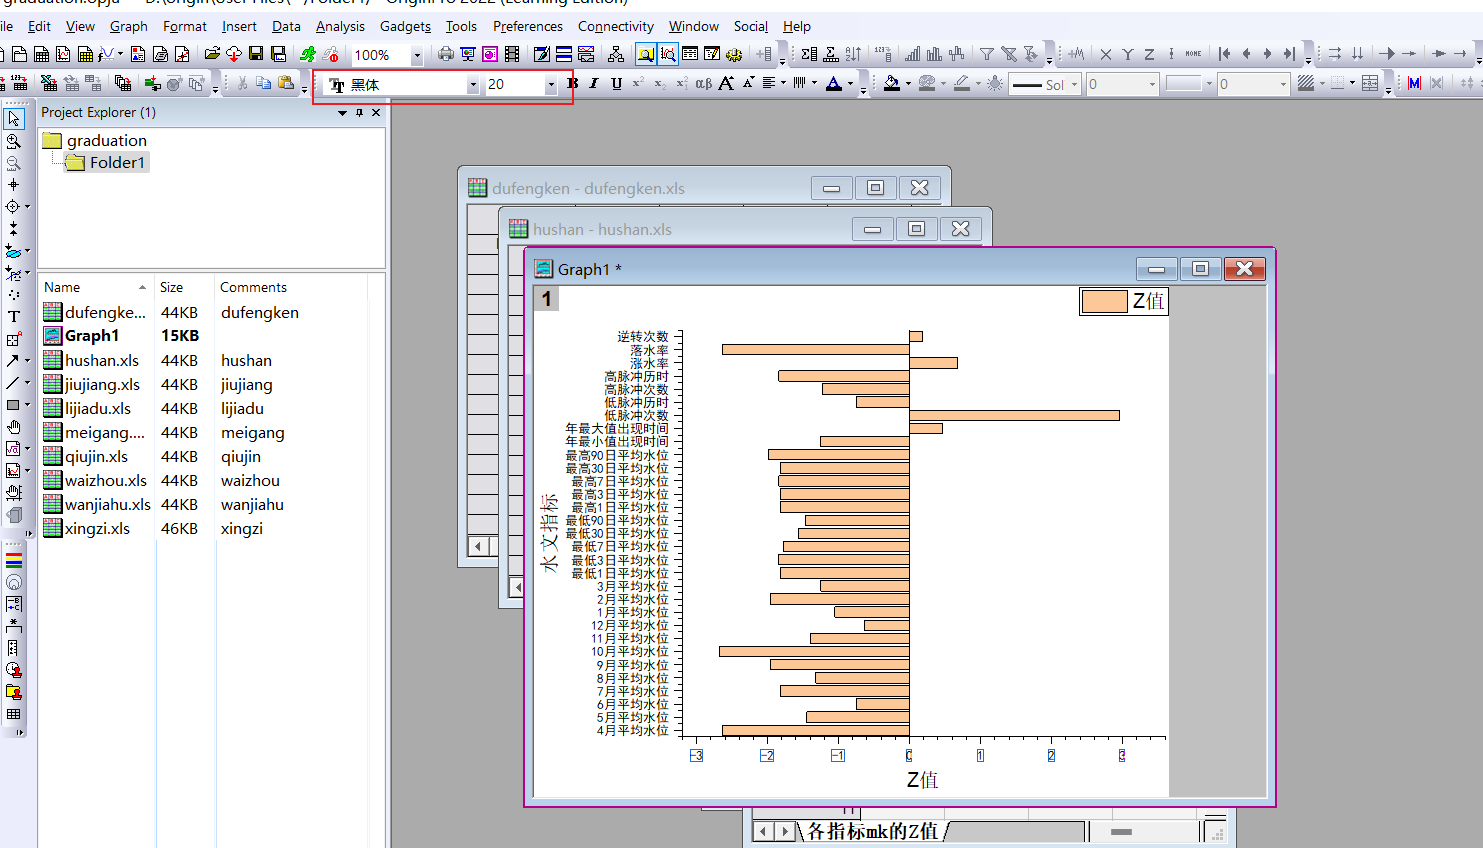 graduation.opju - D:\origin\User Files\ - /Folder1/ - OriginPro 2022 (Learning Edition)
ile Edit View Graph Format Insert Data Analysis Gadgets Tools Preferences Connectivity Window Social Help
100%
黑体 20 B I U αβ A Sol 0 0
Project Explorer (1)
graduation
Folder1
Name Size Comments
dufengke... 44KB dufengken
Graph1 15KB
hushan.xls 44KB hushan
jiujiang.xls 44KB jiujiang
lijiadu.xls 44KB lijiadu
meigang.... 44KB meigang
qiujin.xls 44KB qiujin
waizhou.xls 44KB waizhou
wanjiahu.xls 44KB wanjiahu
xingzi.xls 46KB xingzi
dufengken - dufengken.xls
hushan - hushan.xls
Graph1 *
1
Z值
逆转次数
落水率
涨水率
高脉冲历时
高脉冲次数
低脉冲历时
低脉冲次数
年最大值出现时间
年最小值出现时间
最高90日平均水位
最高30日平均水位
最高7日平均水位
最高3日平均水位
最高1日平均水位
最低90日平均水位
最低30日平均水位
最低7日平均水位
最低3日平均水位
最低1日平均水位
3月平均水位
2月平均水位
1月平均水位
12月平均水位
11月平均水位
10月平均水位
9月平均水位
8月平均水位
7月平均水位
6月平均水位
5月平均水位
4月平均水位
水文指标
-3 -2 -1 0 1 2 3
Z值
11
各指标mk的Z值